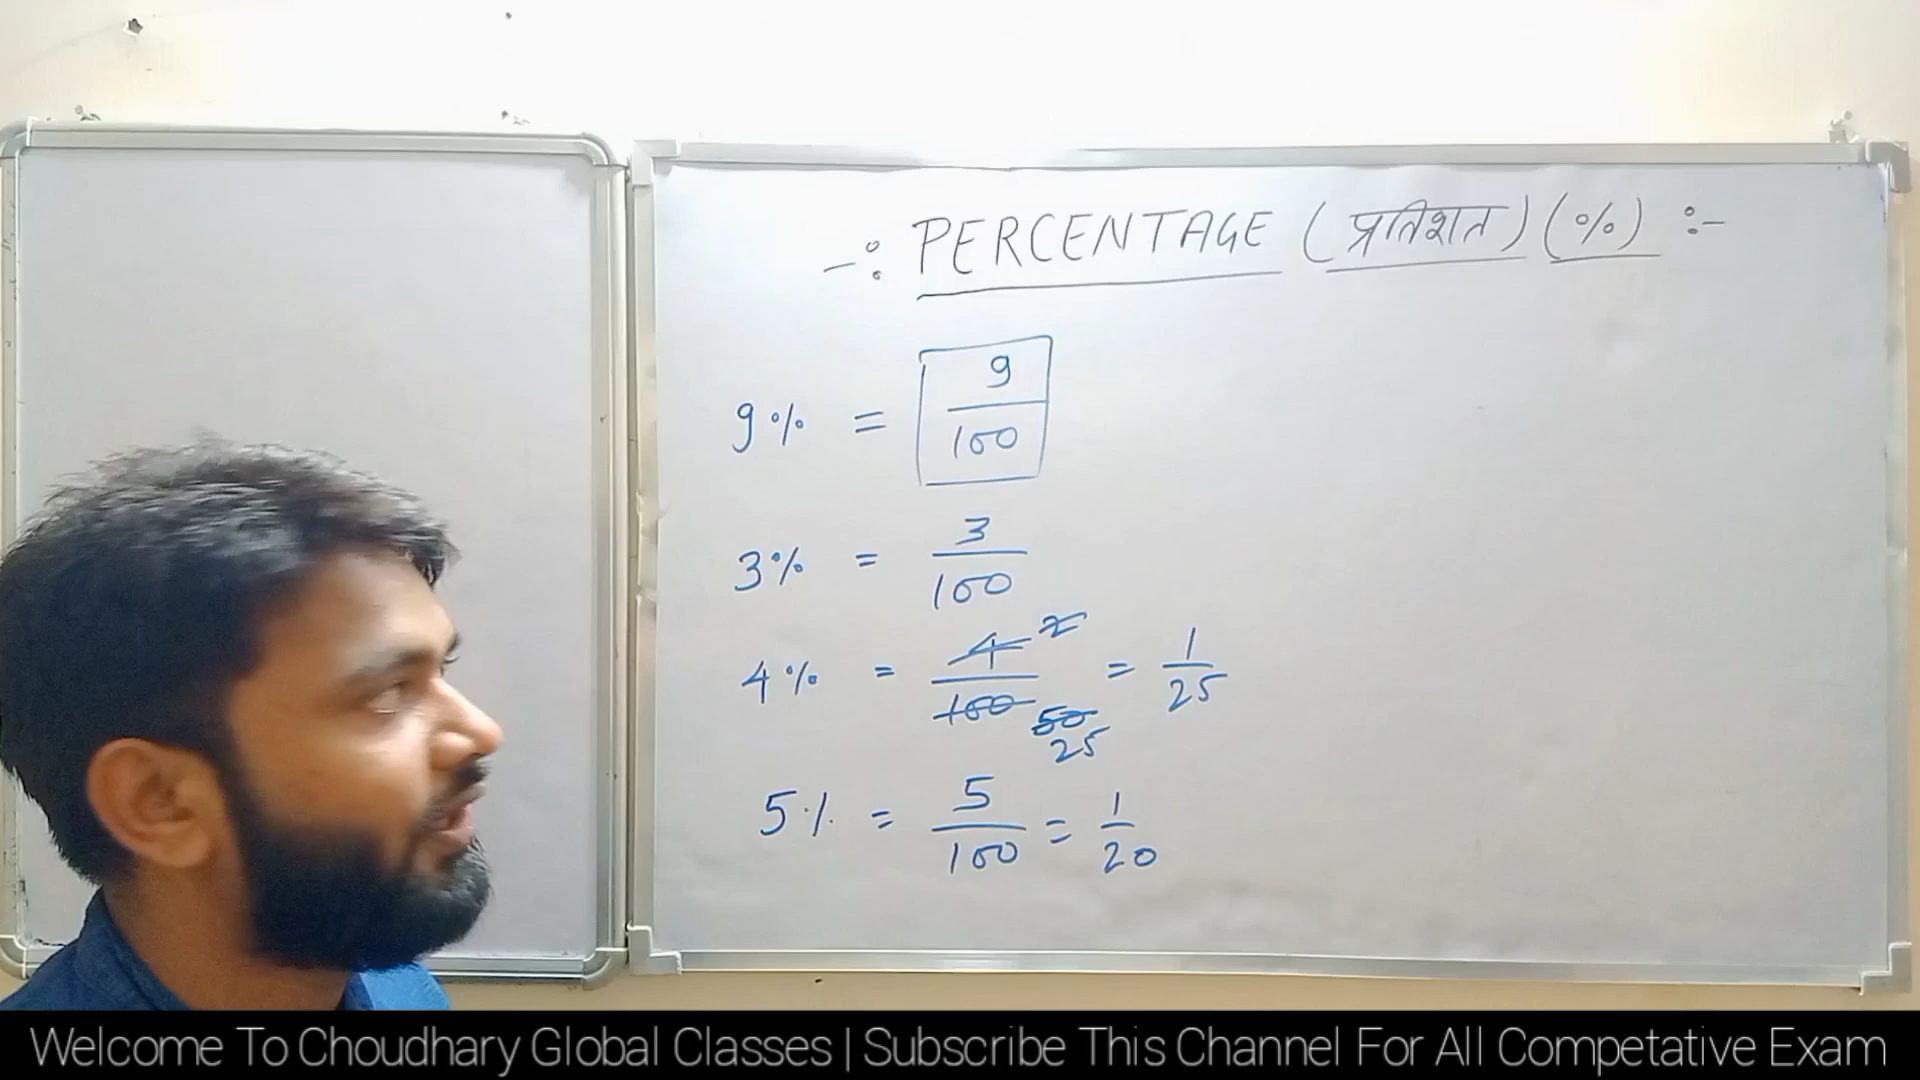 -: PERCENTAGE (प्रतिशत) (%) :-
9% = 9/100
3% = 3/100
4% = 4/100 2 50 25 = 1/25
5% = 5/100 = 1/20
Welcome To Choudhary Global Classes | Subscribe This Channel For All Competative Exam